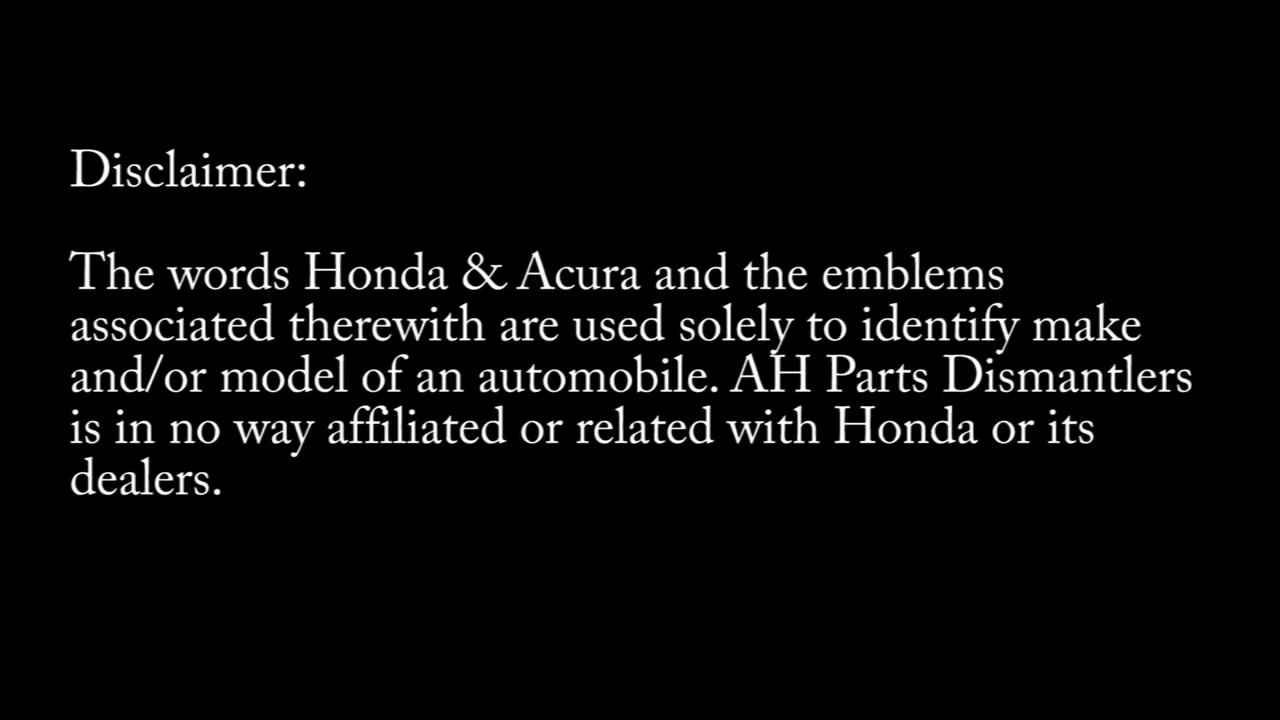 Disclaimer:
The words Honda & Acura and the emblems
associated therewith are used solely to identify make
and/or model of an automobile. AH Parts Dismantlers
is in no way affiliated or related with Honda or its
dealers.